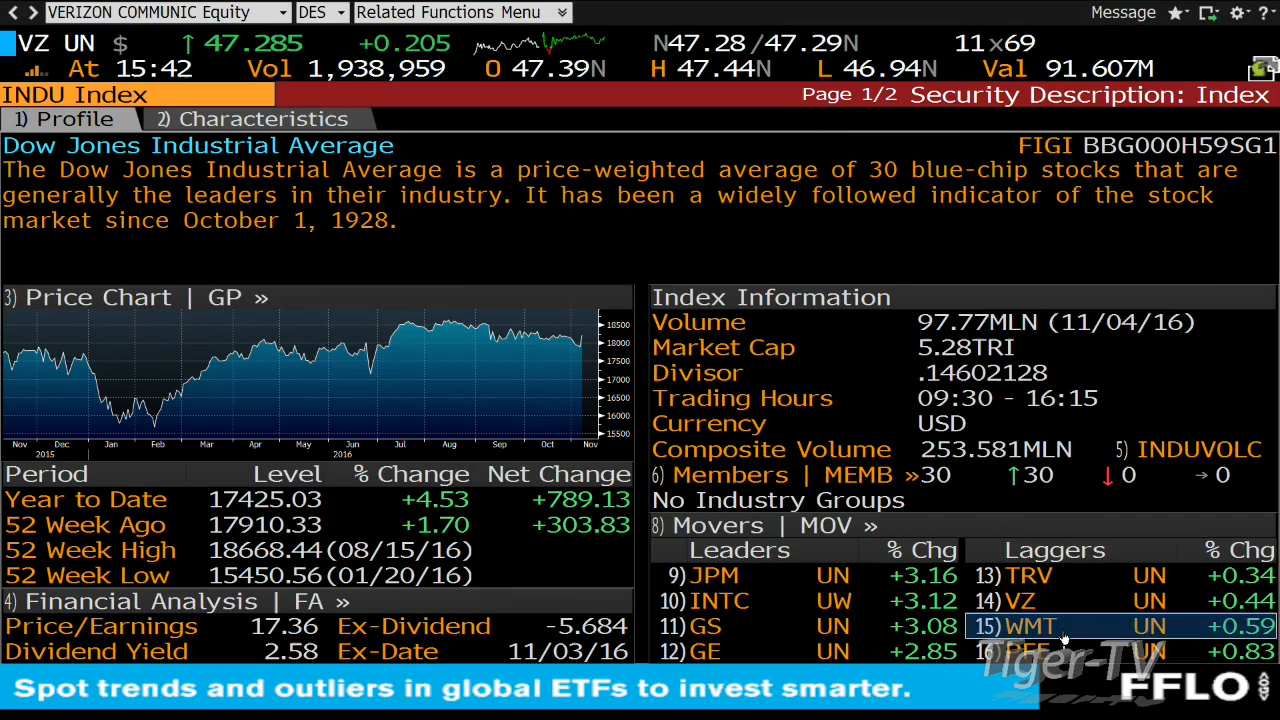 VERIZON COMMUNIC Equity DES Related Functions Menu Message
VZ UN $ ↑ 47.285 +0.205 N47.28 /47.29N 11x69
At 15:42 Vol 1,938,959 O 47.39N H 47.44N L 46.94N Val 91.607M
INDU Index Page 1/2 Security Description: Index
1) Profile 2) Characteristics
Dow Jones Industrial Average FIGI BBG000H59SG1
The Dow Jones Industrial Average is a price-weighted average of 30 blue-chip stocks that are
generally the leaders in their industry. It has been a widely followed indicator of the stock
market since October 1, 1928.
3) Price Chart | GP »
18500
18000
17500
17000
16500
16000
15500
Nov Dec Jan Feb Mar Apr May Jun Jul Aug Sep Oct Nov
2015 2016
Period Level % Change Net Change
Year to Date 17425.03 +4.53 +789.13
52 Week Ago 17910.33 +1.70 +303.83
52 Week High 18668.44 (08/15/16)
52 Week Low 15450.56 (01/20/16)
4) Financial Analysis | FA »
Price/Earnings 17.36 Ex-Dividend -5.684
Dividend Yield 2.58 Ex-Date 11/03/16
Index Information
Volume 97.77MLN (11/04/16)
Market Cap 5.28TRI
Divisor .14602128
Trading Hours 09:30 - 16:15
Currency USD
Composite Volume 253.581MLN 5) INDUVOLC
6) Members | MEMB » 30 ↑30 ↓0 → 0
No Industry Groups
8) Movers | MOV »
Leaders % Chg Laggers % Chg
9) JPM UN +3.16 13) TRV UN +0.34
10) INTC UW +3.12 14) VZ UN +0.44
11) GS UN +3.08 15) WMT UN +0.59
12) GE UN +2.85 16) PFE UN +0.83
Tiger-TV
Spot trends and outliers in global ETFs to invest smarter. FFLO